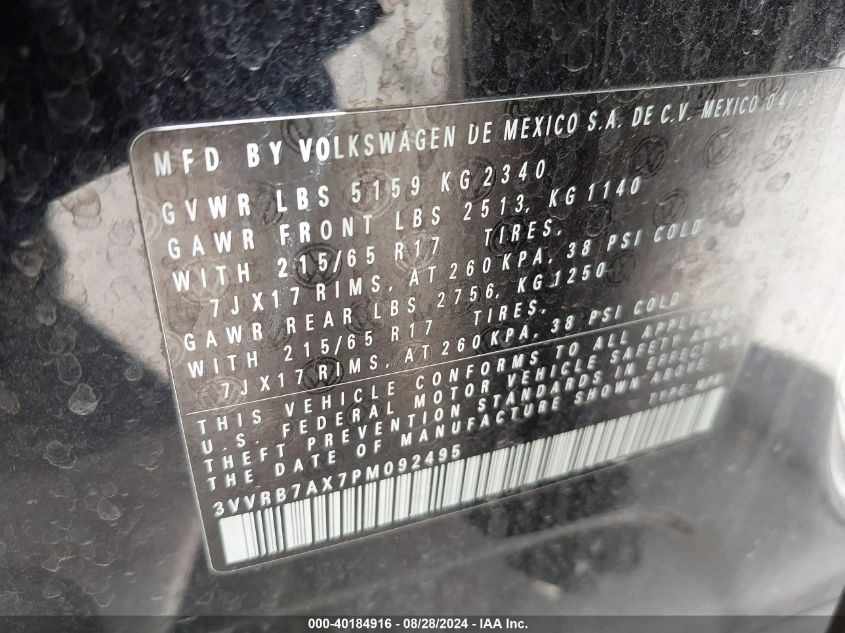 MFD BY VOLKSWAGEN DE MEXICO S.A. DE C.V. MEXICO 04/23
GVWR LBS 5159 KG 2340
GAWR FRONT LBS 2513, KG 1140
WITH 215/65 R17 TIRES.
7JX17 RIMS, AT 260 KPA, 38 PSI COLD
GAWR REAR LBS 2756, KG 1250
WITH 215/65 R17 TIRES.
7JX17 RIMS, AT 260 KPA, 38 PSI COLD
THIS VEHICLE CONFORMS TO ALL
U.S. FEDERAL MOTOR VEHICLE SAFETY AND
THEFT PREVENTION STANDARDS IN EFFECT ON
THE DATE OF MANUFACTURE SHOWN ABOVE.
3VVRB7AX7PM092495 TYPE:
000-40184916 - 08/28/2024 - IAA Inc.